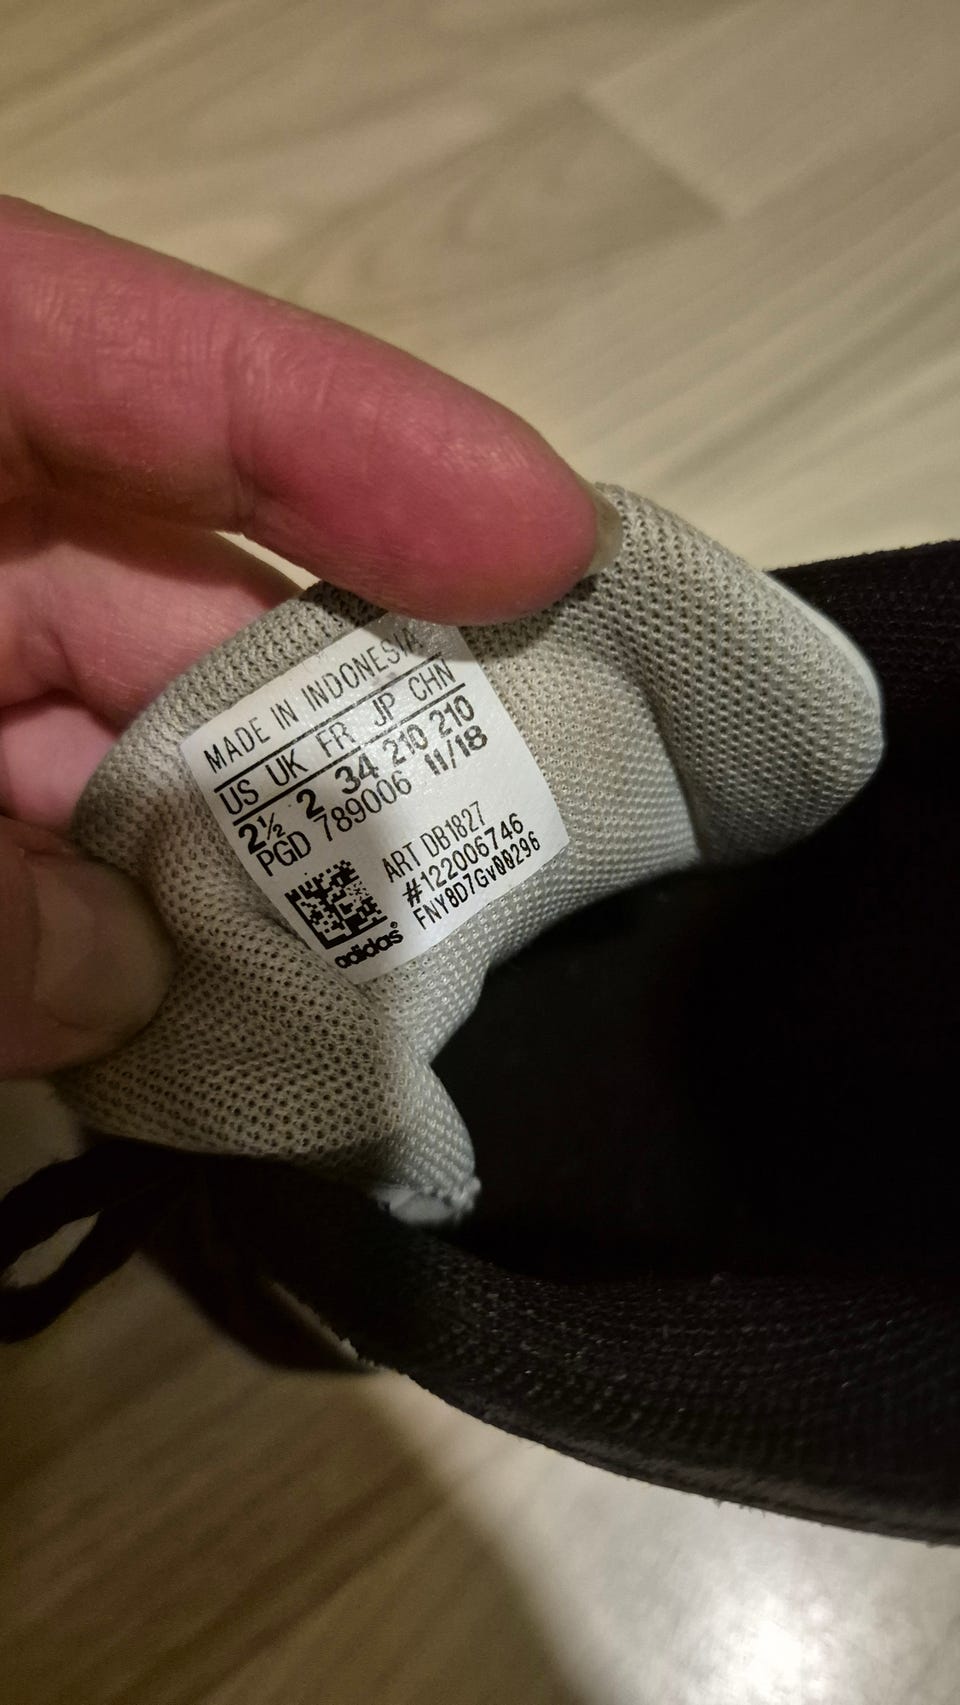 MADE IN INDONESIA
US UK FR JP CHN
2½ 2 34 210 210
PGD 789006 11/18
ART DB1827
#122006746
FNY8D7Gv00296
adidas®